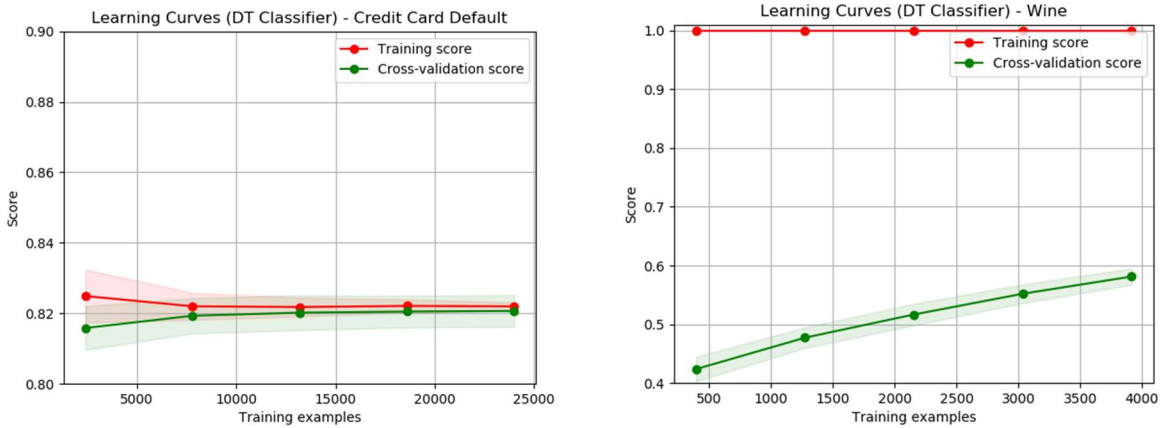 Learning Curves (DT Classifier) - Credit Card Default
0.90
0.88
0.86
0.84
0.82
0.80
Score
5000 10000 15000 20000 25000
Training examples
Training score
Cross-validation score
Learning Curves (DT Classifier) - Wine
1.0
0.9
0.8
0.7
0.6
0.5
0.4
Score
500 1000 1500 2000 2500 3000 3500 4000
Training examples
Training score
Cross-validation score